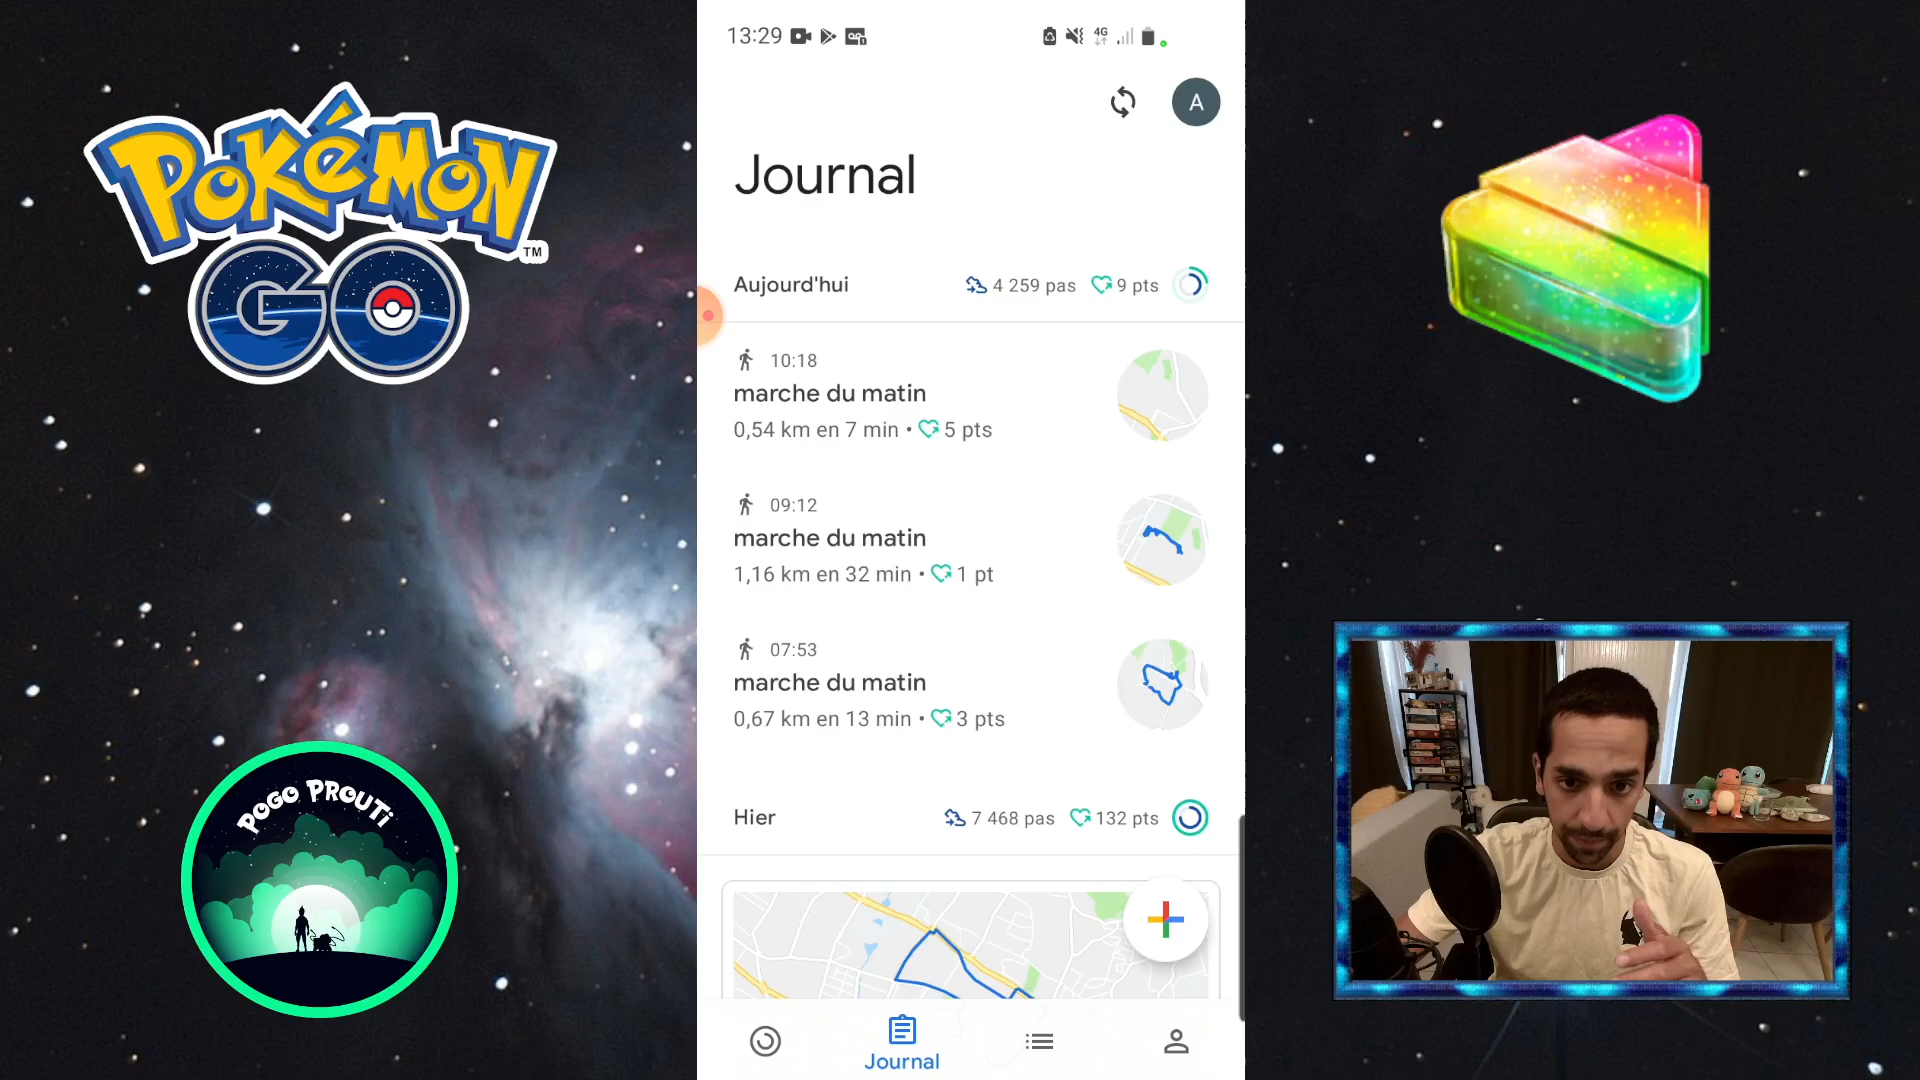 POKÉMON
GO
TM
POGO PROUTI
13:29
4G
A
Journal
Aujourd'hui
4 259 pas
9 pts
10:18
marche du matin
0,54 km en 7 min • 5 pts
09:12
marche du matin
1,16 km en 32 min • 1 pt
07:53
marche du matin
0,67 km en 13 min • 3 pts
Hier
7 468 pas
132 pts
Journal